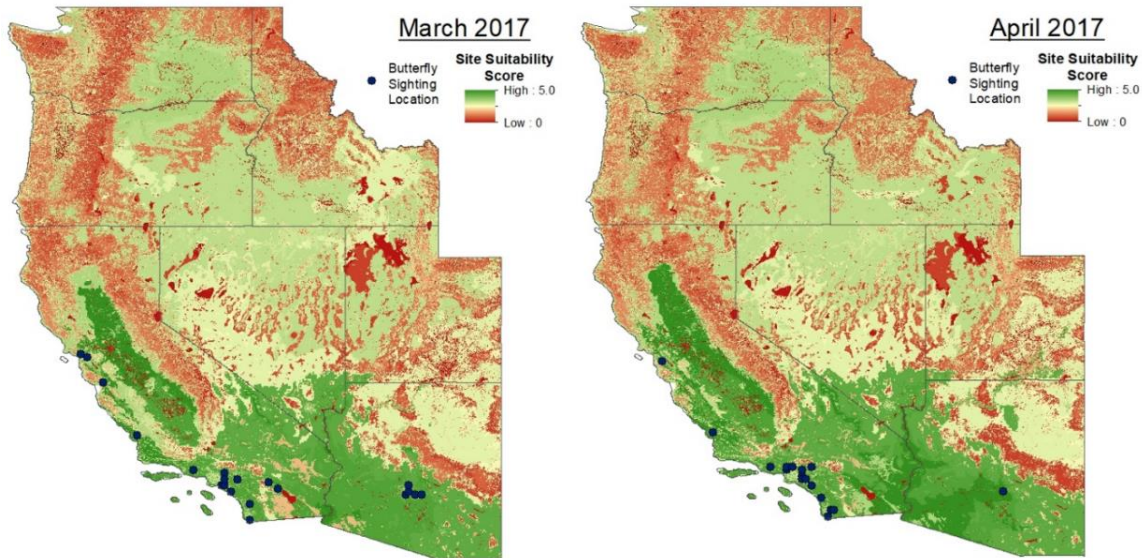 March 2017
Butterfly
Sighting
Location
Site Suitability
Score
High : 5.0
Low : 0
April 2017
Butterfly
Sighting
Location
Site Suitability
Score
High : 5.0
Low : 0